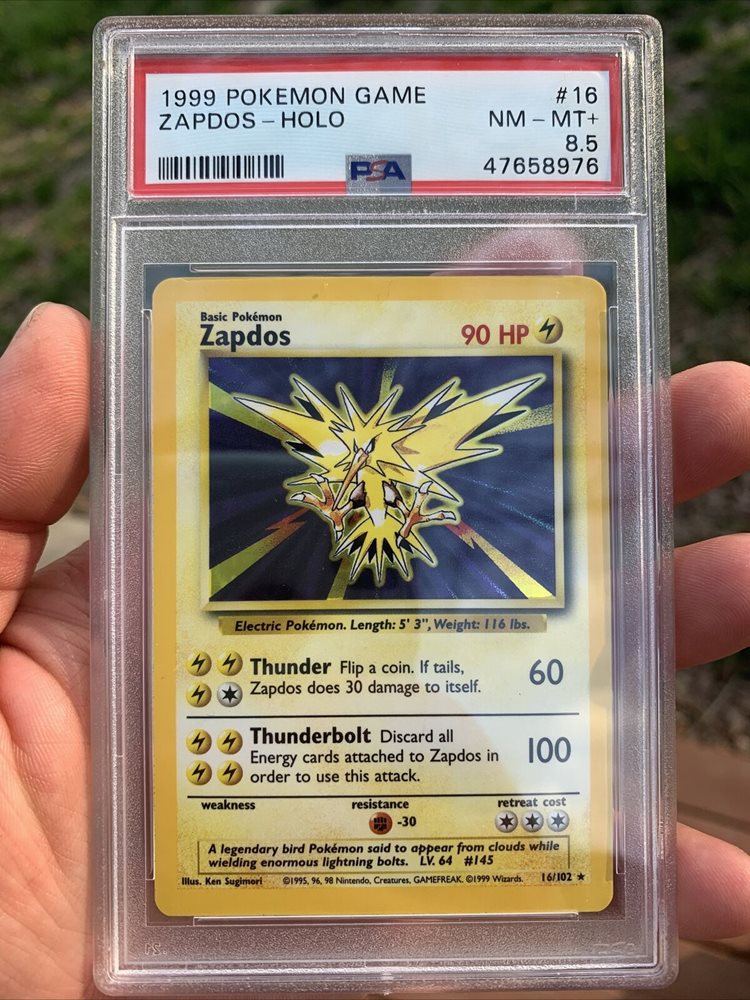 1999 POKEMON GAME #16
ZAPDOS – HOLO NM – MT+
8.5
PSA 47658976
Basic Pokémon
Zapdos 90 HP
Electric Pokémon. Length: 5' 3", Weight: 116 lbs.
Thunder Flip a coin. If tails,
Zapdos does 30 damage to itself. 60
Thunderbolt Discard all
Energy cards attached to Zapdos in
order to use this attack. 100
weakness resistance retreat cost
-30
A legendary bird Pokémon said to appear from clouds while
wielding enormous lightning bolts. LV. 64 #145
Illus. Ken Sugimori ©1995, 96, 98 Nintendo, Creatures, GAMEFREAK. ©1999 Wizards. 16/102 ★